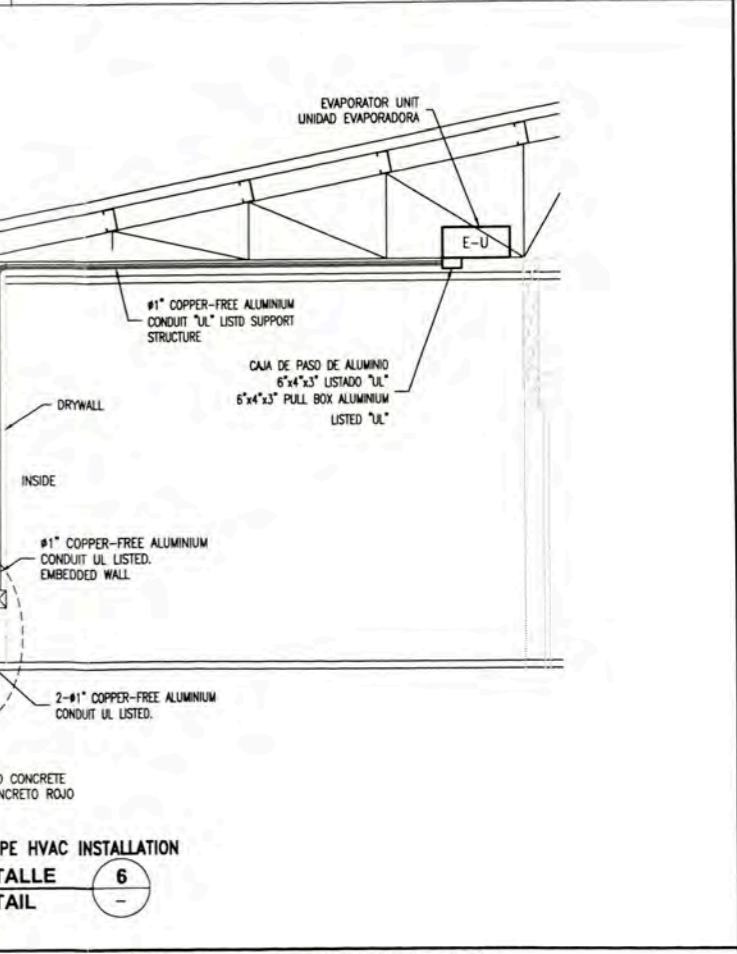 EVAPORATOR UNIT
UNIDAD EVAPORADORA
E-U
ø1" COPPER-FREE ALUMINIUM
CONDUIT "UL" LISTD SUPPORT
STRUCTURE
CAJA DE PASO DE ALUMINIO
6"x4"x3" LISTADO "UL"
6"x4"x3" PULL BOX ALUMINIUM
LISTED "UL"
DRYWALL
INSIDE
ø1" COPPER-FREE ALUMINIUM
CONDUIT UL LISTED.
EMBEDDED WALL
2-ø1" COPPER-FREE ALUMINIUM
CONDUIT UL LISTED.
D CONCRETE
NCRETO ROJO
PE HVAC INSTALLATION
TALLE 6
TAIL -